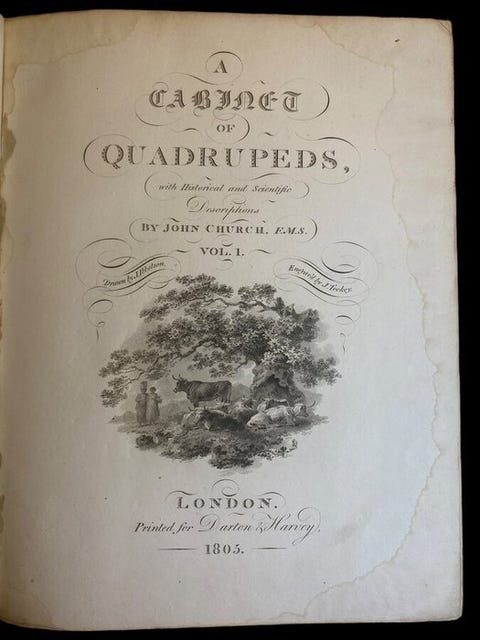 A
CABINET
OF
QUADRUPEDS,
with Historical and Scientific
Descriptions
BY JOHN CHURCH, F.M.S.
VOL. I.
Drawn by J. Ibbetson.
Engrav'd by J. Tookey.
LONDON.
Printed, for Darton & Harvey.
1805.